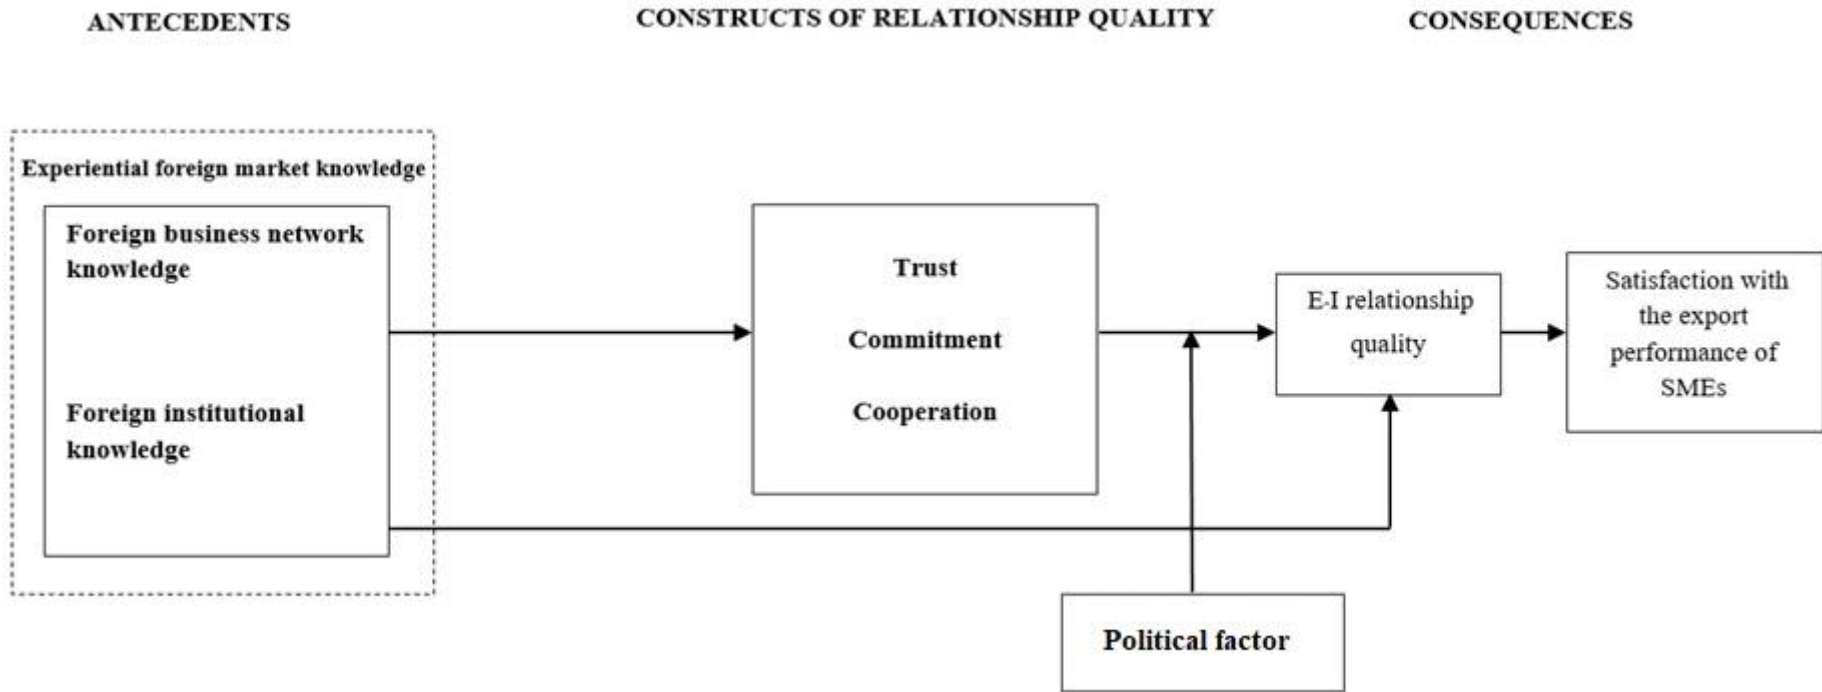 ANTECEDENTS
CONSTRUCTS OF RELATIONSHIP QUALITY
CONSEQUENCES
Experiential foreign market knowledge
Foreign business network
knowledge
Foreign institutional
knowledge
Trust
Commitment
Cooperation
E-I relationship
quality
Satisfaction with
the export
performance of
SMEs
Political factor